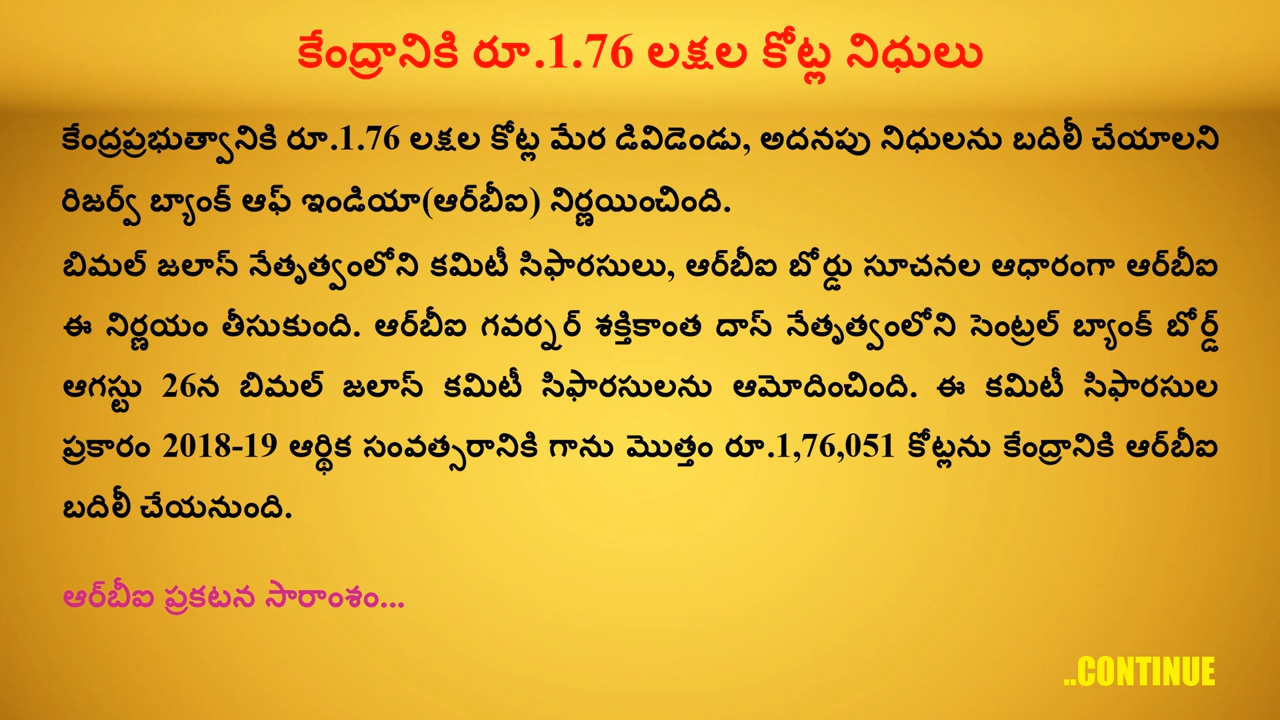 కేంద్రానికి రూ.1.76 లక్షల కోట్ల నిధులు
కేంద్రప్రభుత్వానికి రూ.1.76 లక్షల కోట్ల మేర డివిడెండు, అదనపు నిధులను బదిలీ చేయాలని
రిజర్వ్ బ్యాంక్ ఆఫ్ ఇండియా(ఆర్‌బీఐ) నిర్ణయించింది.
బిమల్ జలాన్ నేతృత్వంలోని కమిటీ సిఫారసులు, ఆర్‌బీఐ బోర్డు సూచనల ఆధారంగా ఆర్‌బీఐ
ఈ నిర్ణయం తీసుకుంది. ఆర్‌బీఐ గవర్నర్ శక్తికాంత దాస్ నేతృత్వంలోని సెంట్రల్ బ్యాంక్ బోర్డ్
ఆగస్టు 26న బిమల్ జలాన్ కమిటీ సిఫారసులను ఆమోదించింది. ఈ కమిటీ సిఫారసుల
ప్రకారం 2018-19 ఆర్థిక సంవత్సరానికి గాను మొత్తం రూ.1,76,051 కోట్లను కేంద్రానికి ఆర్‌బీఐ
బదిలీ చేయనుంది.
ఆర్‌బీఐ ప్రకటన సారాంశం...
..CONTINUE